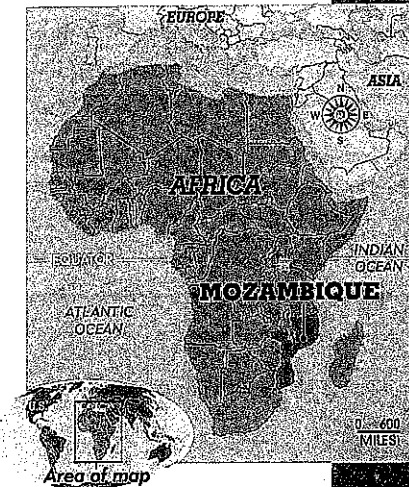 EUROPE
ASIA
N
W E
S
AFRICA
INDIAN
OCEAN
EQUATOR
MOZAMBIQUE
ATLANTIC
OCEAN
0 600
MILES
Area of map